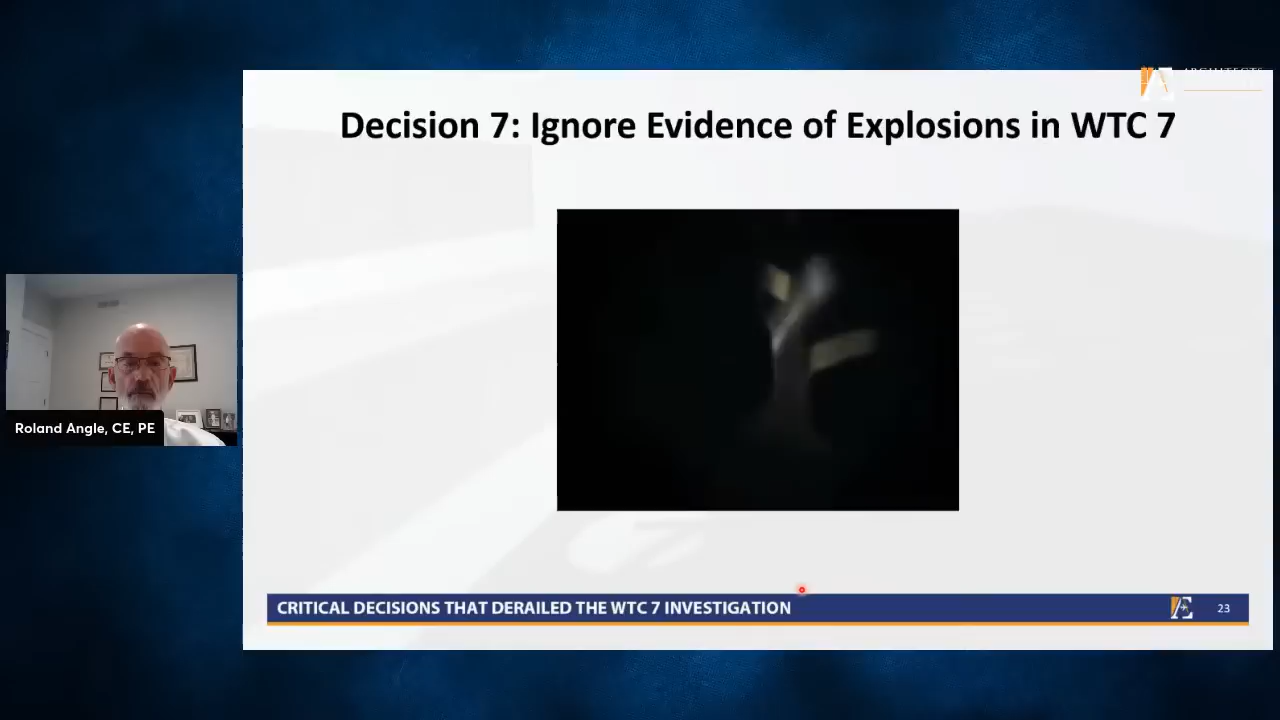 Decision 7: Ignore Evidence of Explosions in WTC 7
Roland Angle, CE, PE
CRITICAL DECISIONS THAT DERAILED THE WTC 7 INVESTIGATION
23